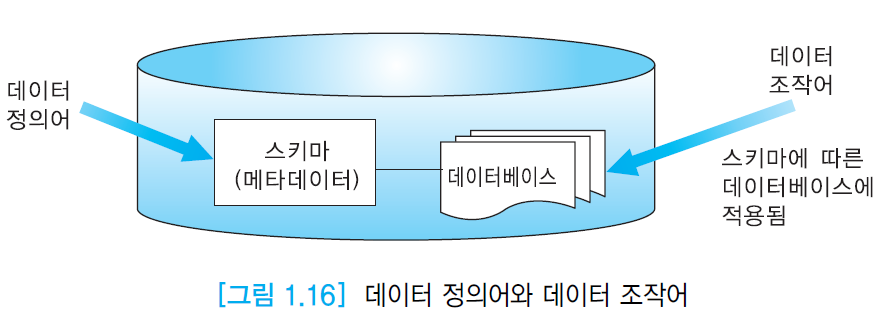 데이터
정의어
스키마
(메타데이터)
데이터베이스
데이터
조작어
스키마에 따른
데이터베이스에
적용됨
[그림 1.16] 데이터 정의어와 데이터 조작어